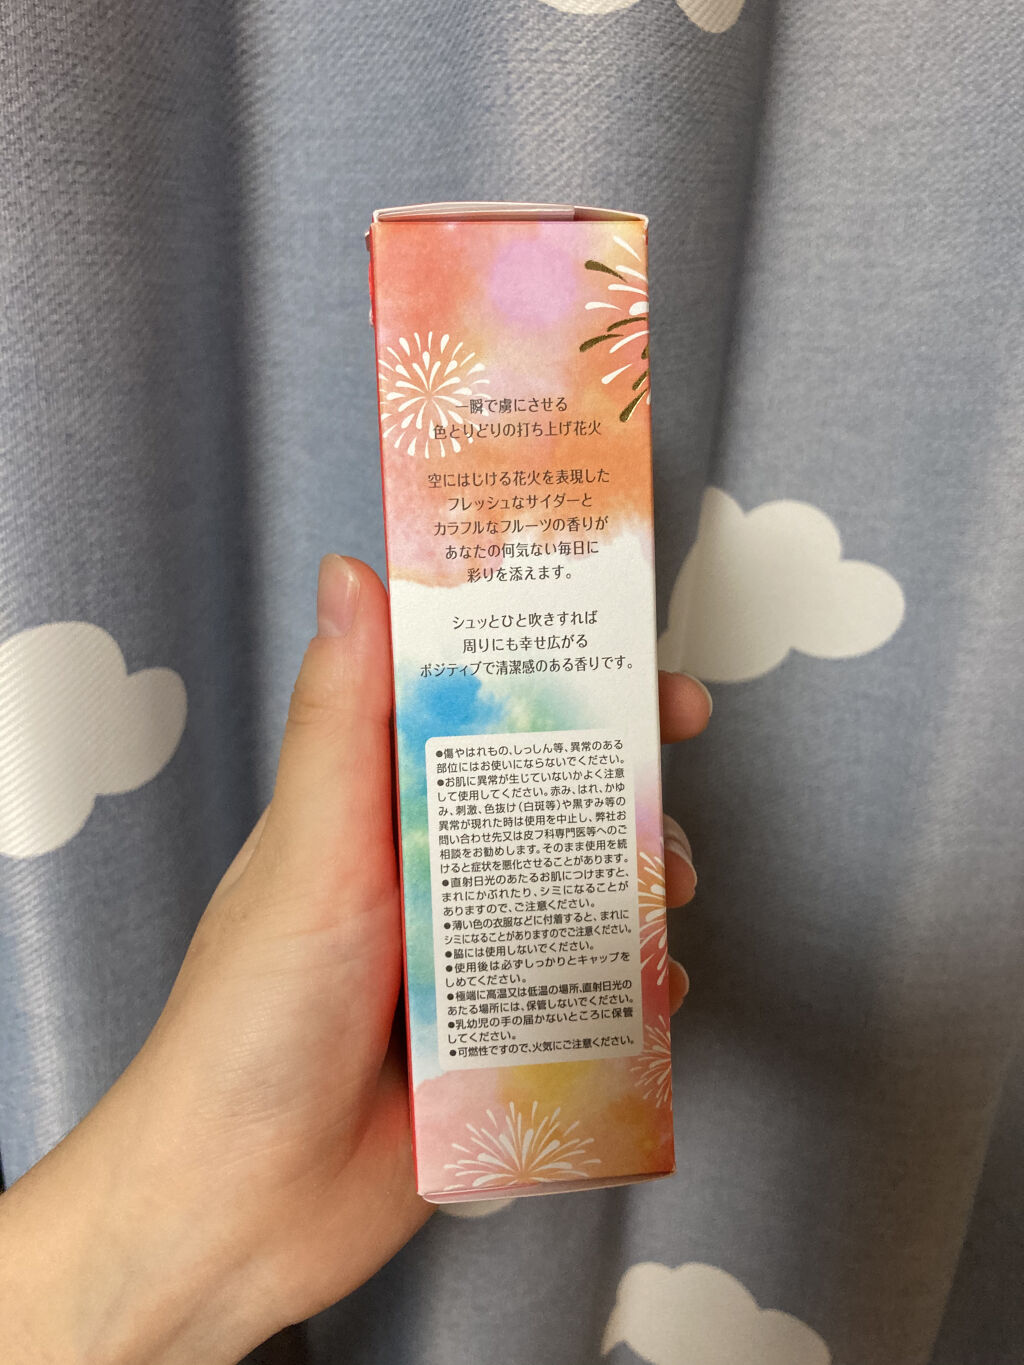 一瞬で虜にさせる
色とりどりの打ち上げ花火
空にはじける花火を表現した
フレッシュなサイダーと
カラフルなフルーツの香りが
あなたの何気ない毎日に
彩りを添えます。
シュッとひと吹きすれば
周りにも幸せ広がる
ポジティブで清潔感のある香りです。
●傷やはれもの、しっしん等、異常のある
部位にはお使いにならないでください。
●お肌に異常が生じていないかよく注意
して使用してください。赤み、はれ、かゆ
み、刺激、色抜け（白斑等）や黒ずみ等の
異常が現れた時は使用を中止し、弊社お
問い合わせ先又は皮フ科専門医等へのご
相談をお勧めします。そのまま使用を続
けると症状を悪化させることがあります。
●直射日光のあたるお肌につけますと、
まれにかぶれたり、シミになることが
ありますので、ご注意ください。
●薄い色の衣服などに付着すると、まれに
シミになることがありますのでご注意ください。
●脇には使用しないでください。
●使用後は必ずしっかりとキャップを
しめてください。
●極端に高温又は低温の場所、直射日光の
あたる場所には、保管しないでください。
●乳幼児の手の届かないところに保管
してください。
●可燃性ですので、火気にご注意ください。